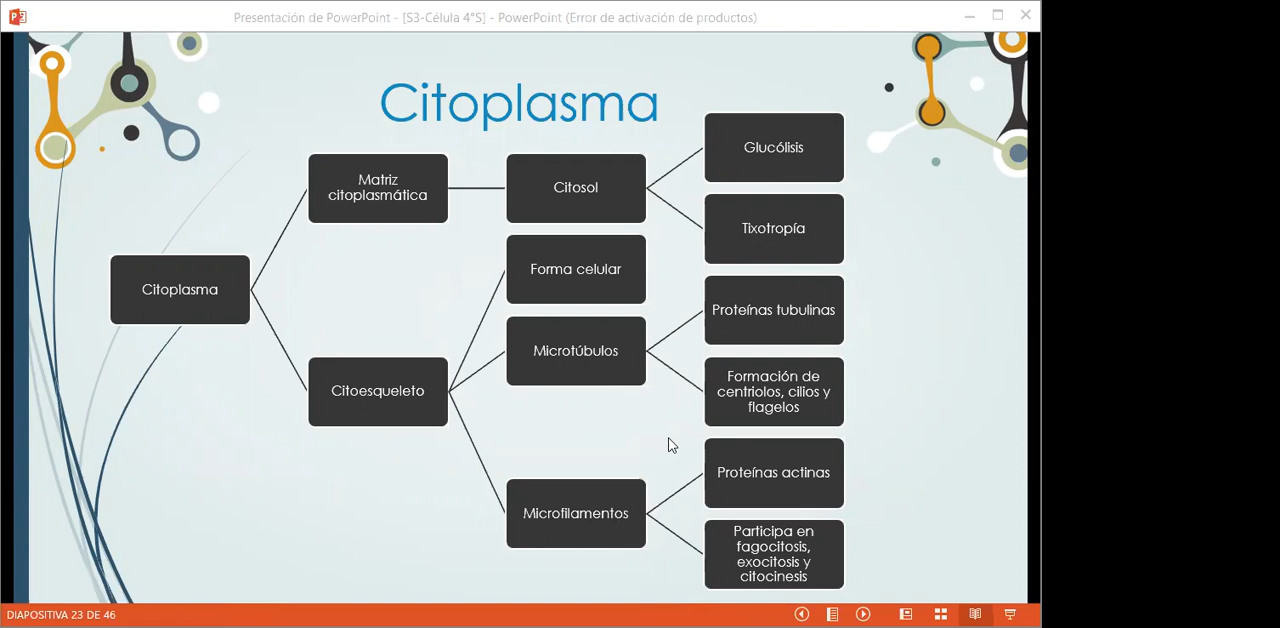 Presentación de PowerPoint - [S3-Célula 4°S] - PowerPoint (Error de activación de productos)
Citoplasma
Citoplasma
Matriz
citoplasmática
Citosol
Glucólisis
Tixotropía
Citoesqueleto
Forma celular
Microtúbulos
Proteínas tubulinas
Formación de
centriolos, cilios y
flagelos
Microfilamentos
Proteínas actinas
Participa en
fagocitosis,
exocitosis y
citocinesis
DIAPOSITIVA 23 DE 46